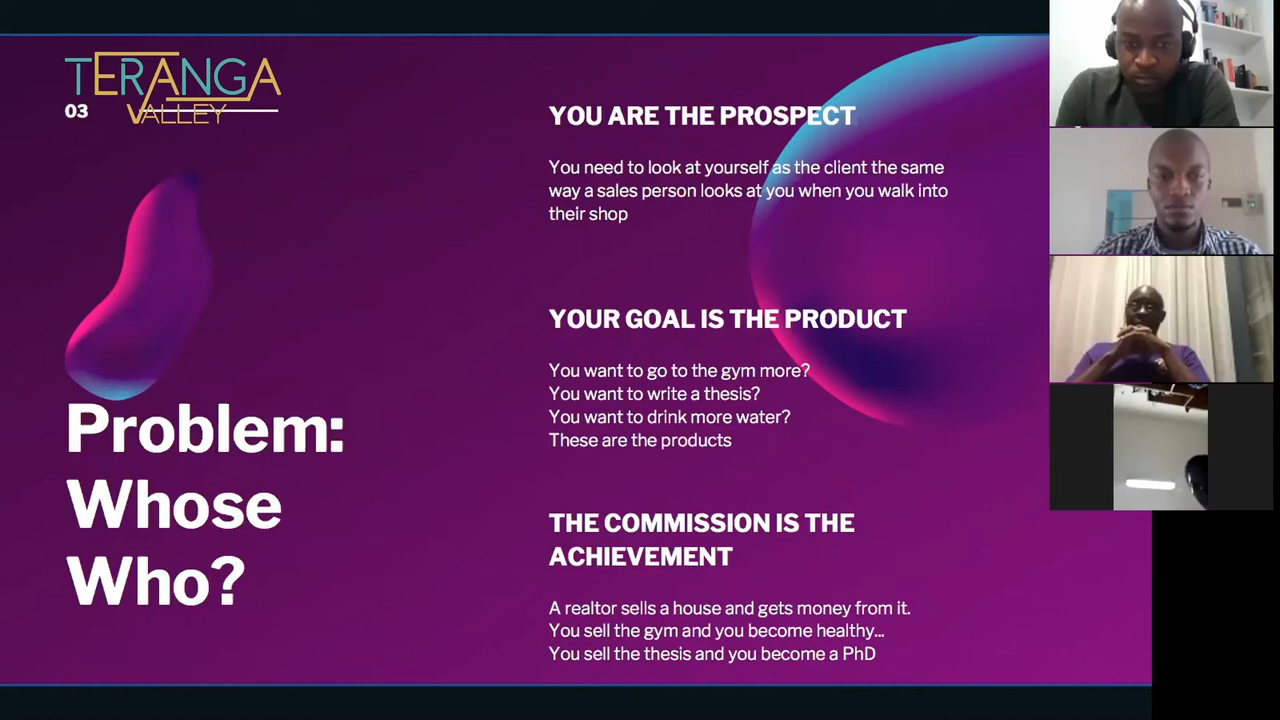 TERANGA
VALLEY
03
Problem:
Whose
Who?
YOU ARE THE PROSPECT
You need to look at yourself as the client the same
way a sales person looks at you when you walk into
their shop
YOUR GOAL IS THE PRODUCT
You want to go to the gym more?
You want to write a thesis?
You want to drink more water?
These are the products
THE COMMISSION IS THE
ACHIEVEMENT
A realtor sells a house and gets money from it.
You sell the gym and you become healthy...
You sell the thesis and you become a PhD